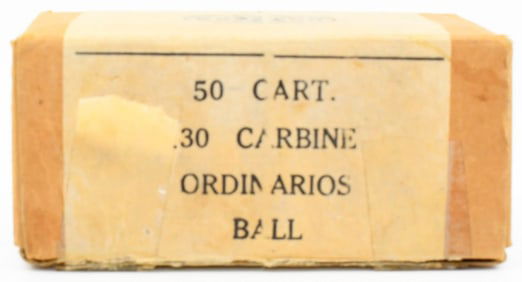 50 CART.
.30 CARBINE
ORDINARIOS
BALL